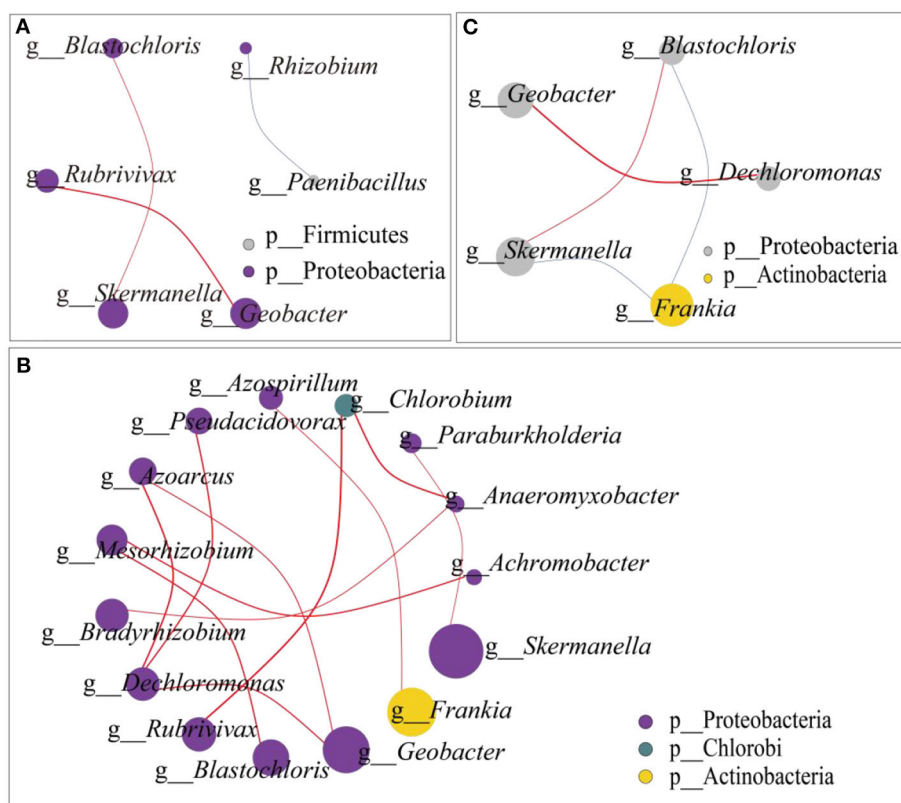 A
g__Blastochloris
g__Rhizobium
g__Rubrivivax
g__Paenibacillus
p__Firmicutes
p__Proteobacteria
g__Skermanella
g__Geobacter
C
g__Blastochloris
g__Geobacter
g__Dechloromonas
g__Skermanella
p__Proteobacteria
p__Actinobacteria
g__Frankia
B
g__Azospirillum
g__Chlorobium
g__Pseudacidovorax
g__Paraburkholderia
g__Azoarcus
g__Anaeromyxobacter
g__Mesorhizobium
g__Achromobacter
g__Bradyrhizobium
g__Skermanella
g__Dechloromonas
g__Frankia
g__Rubrivivax
g__Geobacter
g__Blastochloris
p__Proteobacteria
p__Chlorobi
p__Actinobacteria